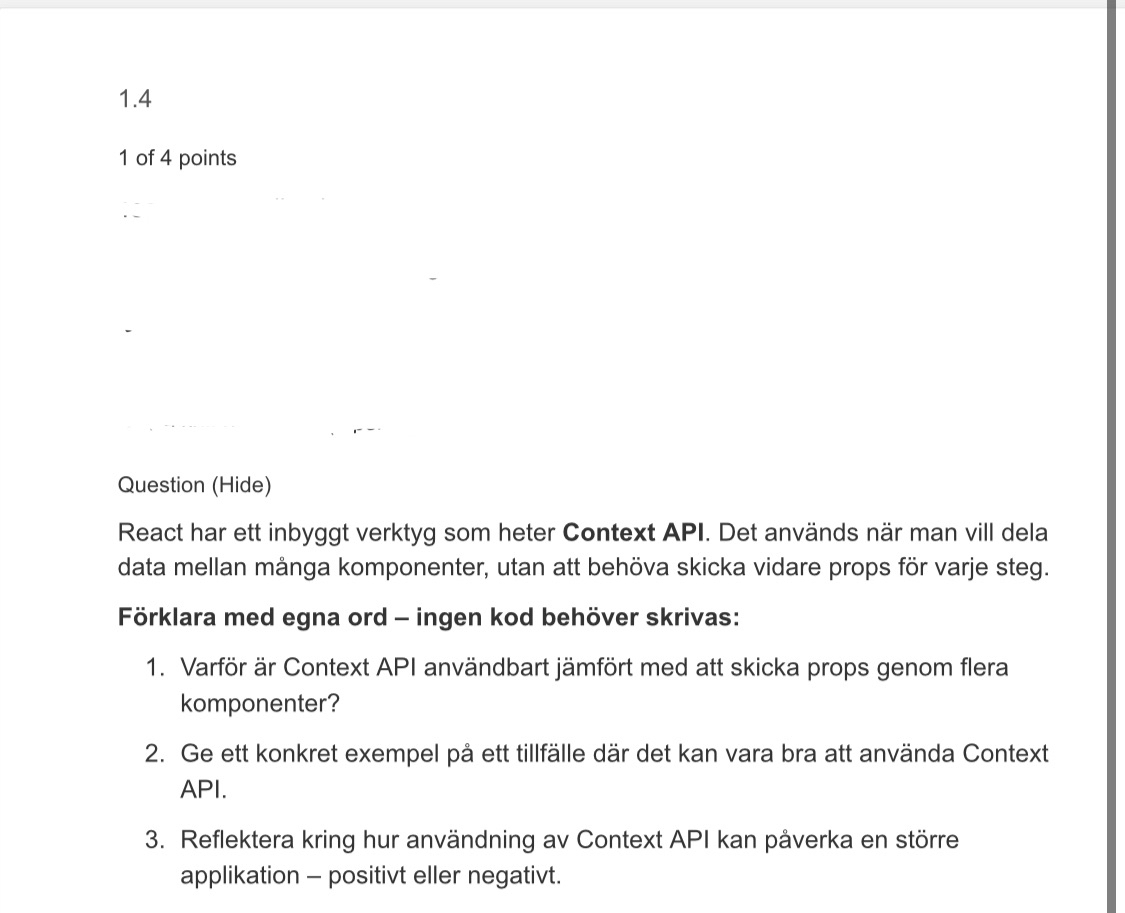 1.4
1 of 4 points
Question (Hide)
React har ett inbyggt verktyg som heter Context API. Det används när man vill dela
data mellan många komponenter, utan att behöva skicka vidare props för varje steg.
Förklara med egna ord – ingen kod behöver skrivas:
1. Varför är Context API användbart jämfört med att skicka props genom flera
komponenter?
2. Ge ett konkret exempel på ett tillfälle där det kan vara bra att använda Context
API.
3. Reflektera kring hur användning av Context API kan påverka en större
applikation – positivt eller negativt.